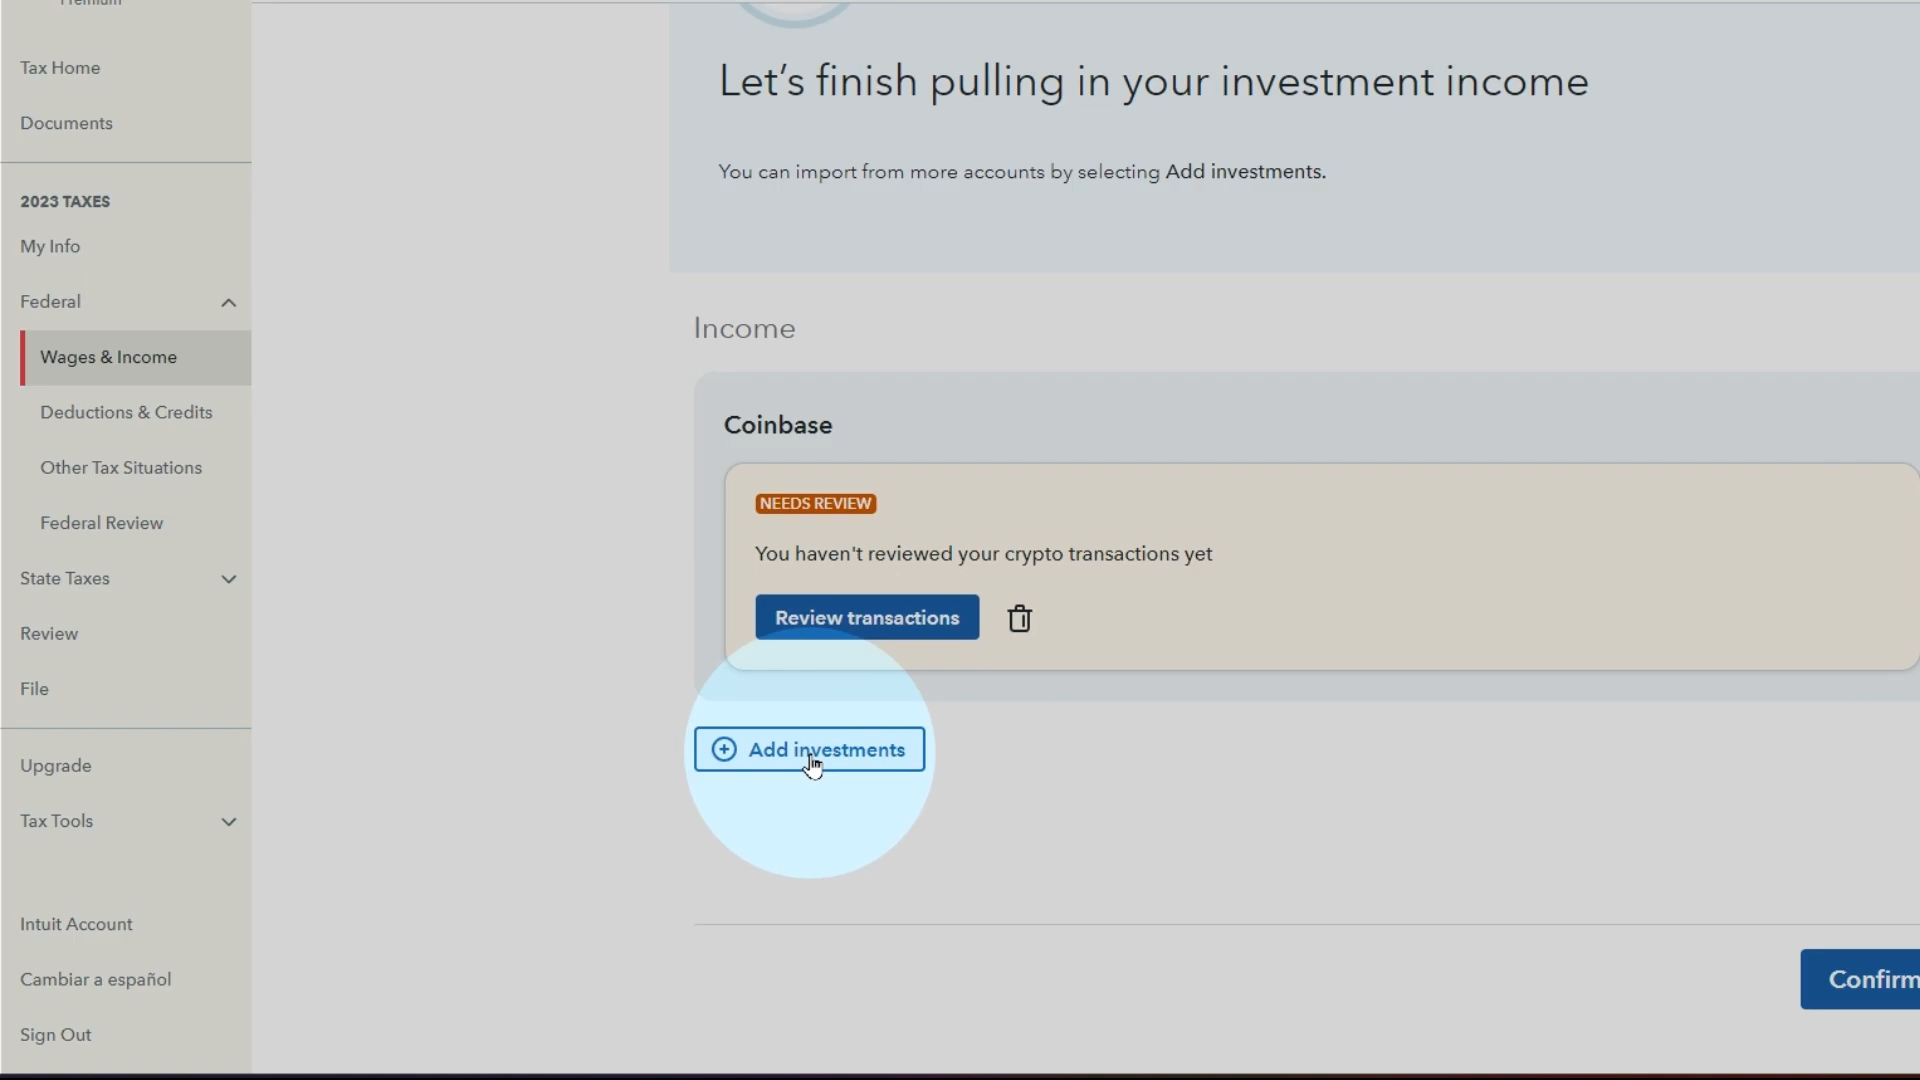 Premium
Tax Home
Documents
2023 TAXES
My Info
Federal
Wages & Income
Deductions & Credits
Other Tax Situations
Federal Review
State Taxes
Review
File
Upgrade
Tax Tools
Intuit Account
Cambiar a español
Sign Out
Let's finish pulling in your investment income
You can import from more accounts by selecting Add investments.
Income
Coinbase
NEEDS REVIEW
You haven't reviewed your crypto transactions yet
Review transactions
Add investments
Confirm